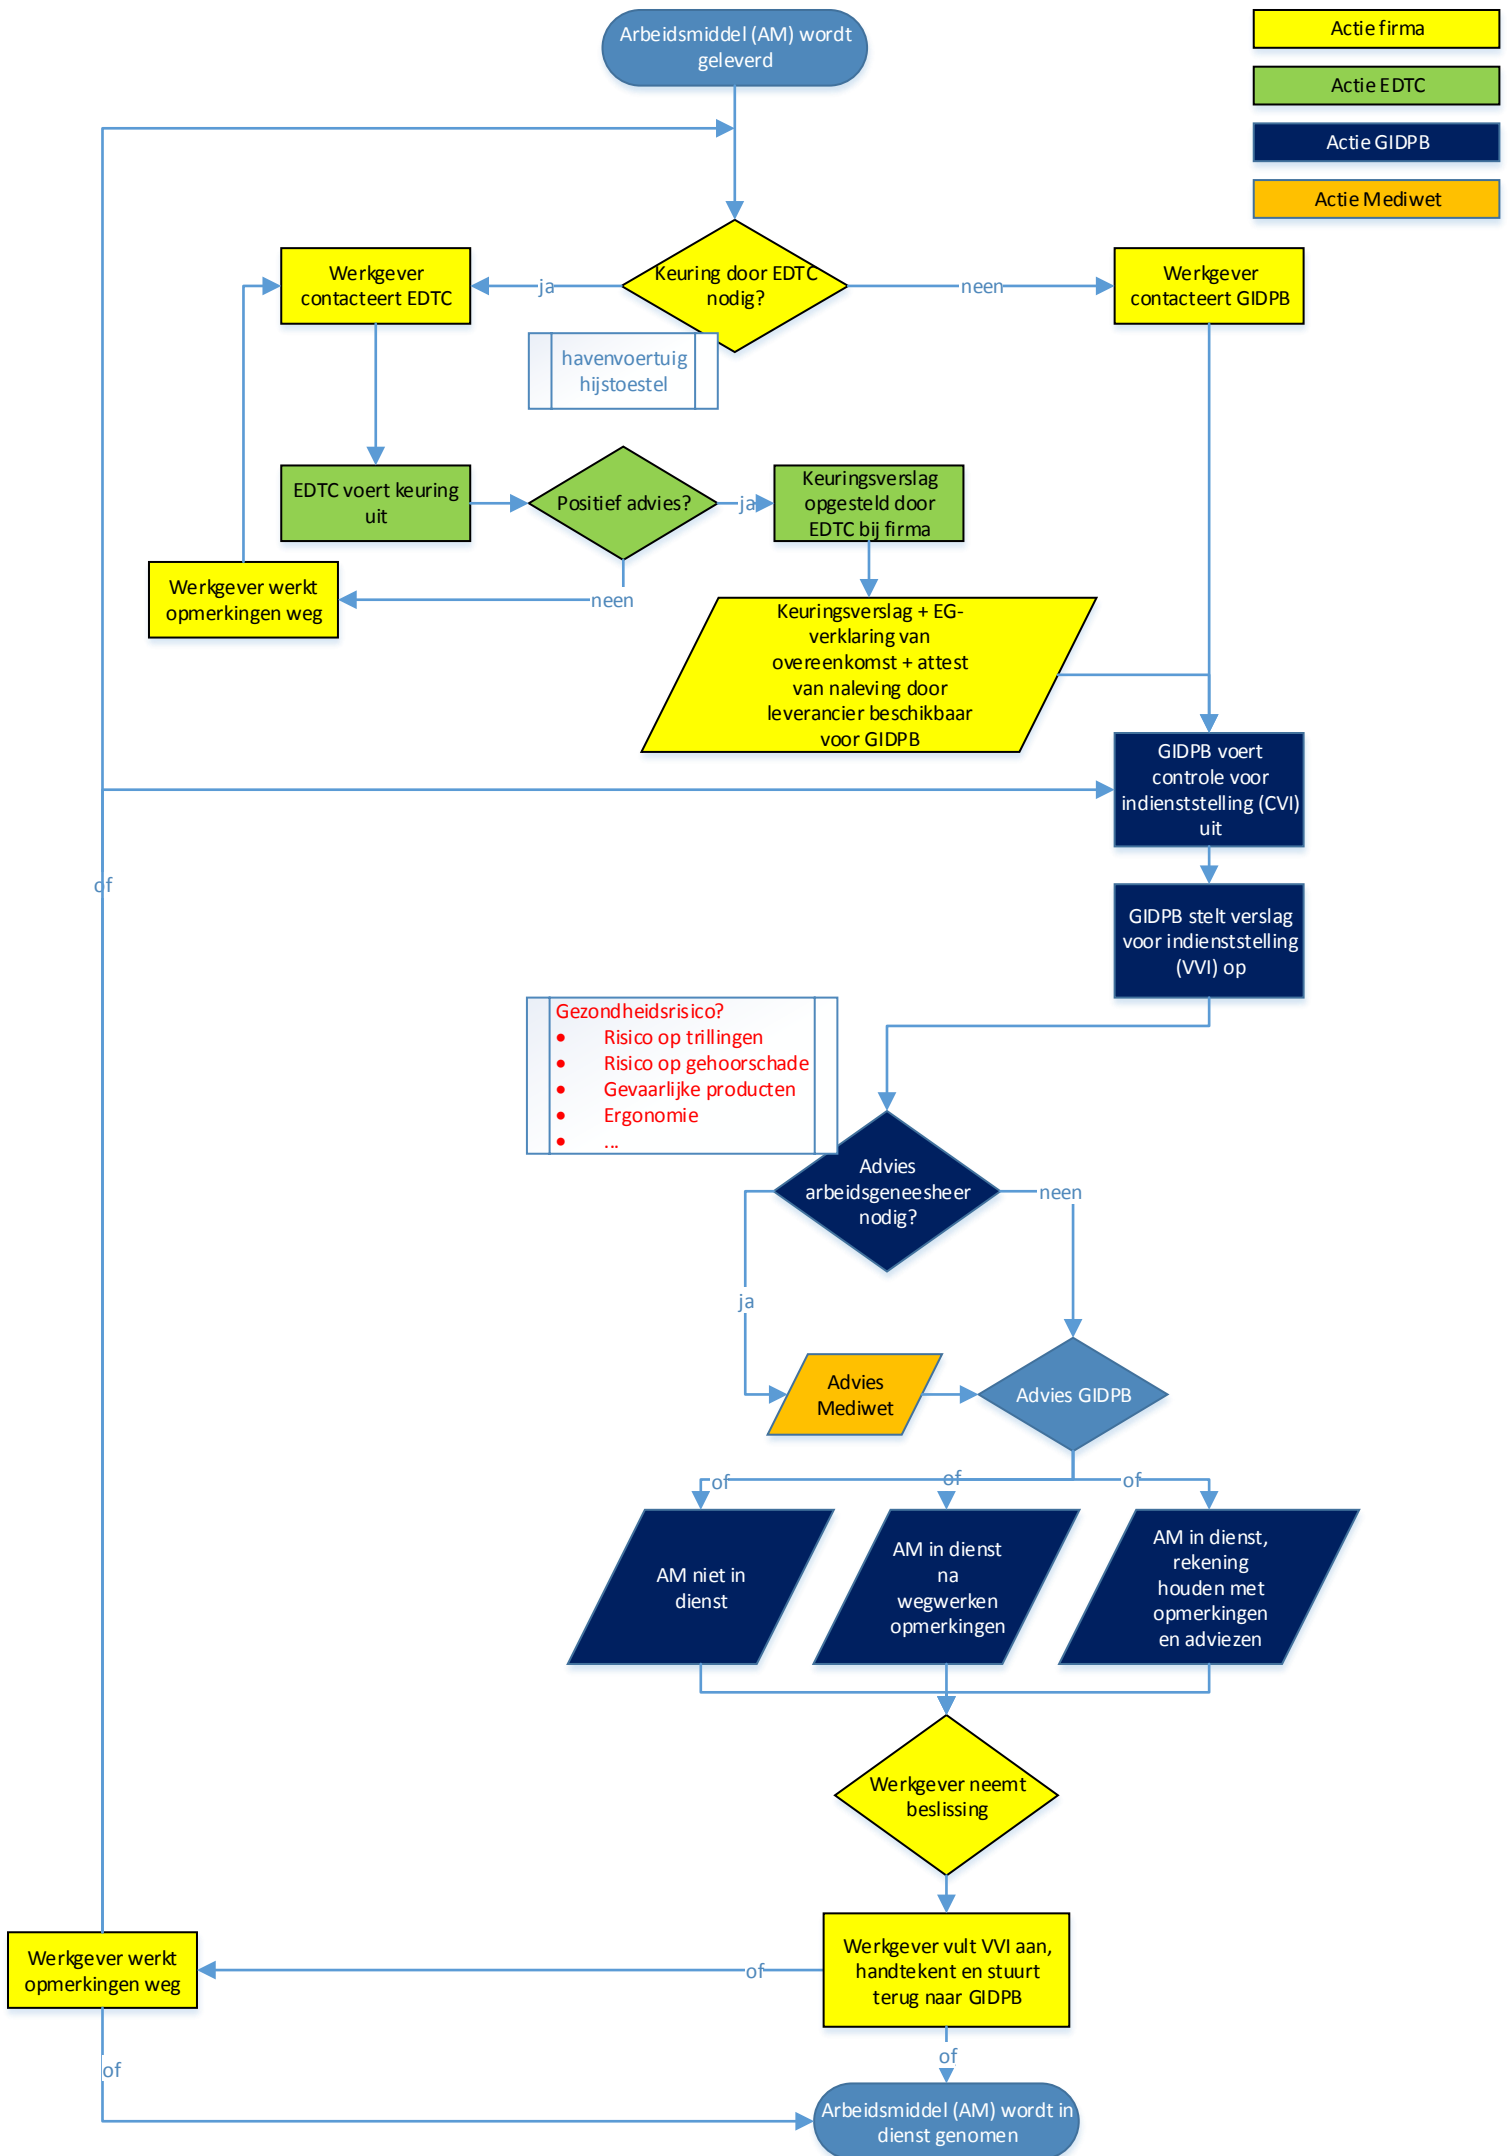 Arbeidsmiddel (AM) wordt
geleverd
Actie firma
Actie EDTC
Actie GIDPB
Actie Mediwet
Keuring door EDTC
nodig?
ja
neen
Werkgever
contacteert EDTC
Werkgever
contacteert GIDPB
havenvoertuig
hijstoestel
EDTC voert keuring
uit
Positief advies?
ja
Keuringsverslag
opgesteld door
EDTC bij firma
neen
Werkgever werkt
opmerkingen weg
Keuringsverslag + EG-
verklaring van
overeenkomst + attest
van naleving door
leverancier beschikbaar
voor GIDPB
GIDPB voert
controle voor
indienststelling (CVI)
uit
of
GIDPB stelt verslag
voor indienststelling
(VVI) op
Gezondheidsrisico?
• Risico op trillingen
• Risico op gehoorschade
• Gevaarlijke producten
• Ergonomie
• ...
Advies
arbeidsgeneesheer
nodig?
neen
ja
Advies
Mediwet
Advies GIDPB
of
of
of
AM niet in
dienst
AM in dienst
na
wegwerken
opmerkingen
AM in dienst,
rekening
houden met
opmerkingen
en adviezen
Werkgever neemt
beslissing
Werkgever vult VVI aan,
handtekent en stuurt
terug naar GIDPB
of
Werkgever werkt
opmerkingen weg
of
of
Arbeidsmiddel (AM) wordt in
dienst genomen